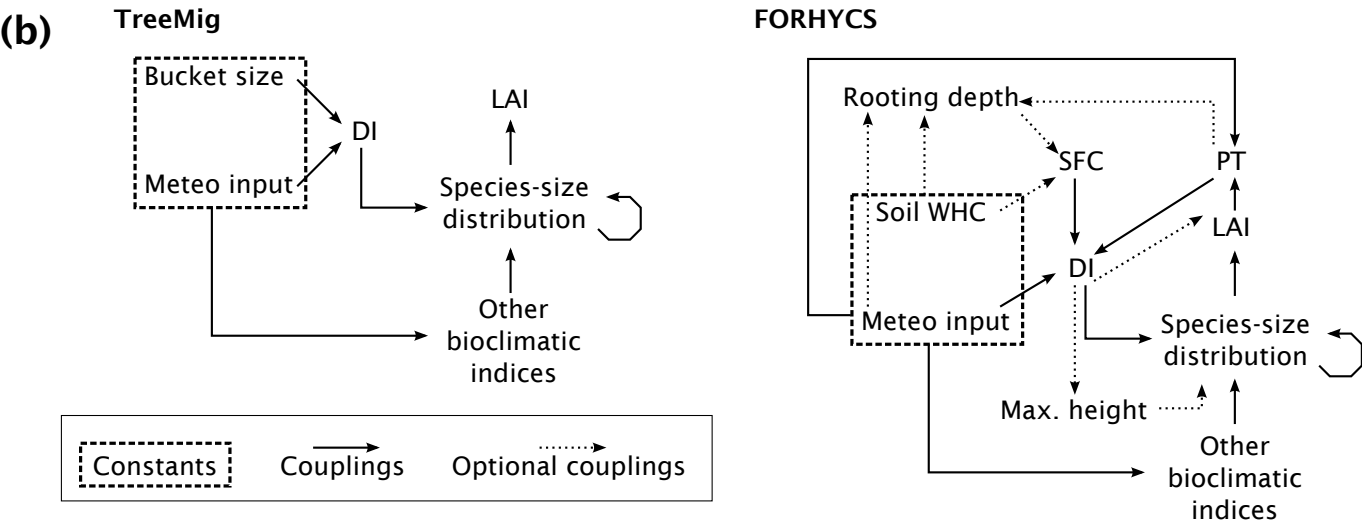 (b)
TreeMig
Bucket size
DI
Meteo input
LAI
Species-size
distribution
Other
bioclimatic
indices
Constants
Couplings
Optional couplings
FORHYCS
Rooting depth
SFC
PT
Soil WHC
LAI
DI
Meteo input
Species-size
distribution
Max. height
Other
bioclimatic
indices